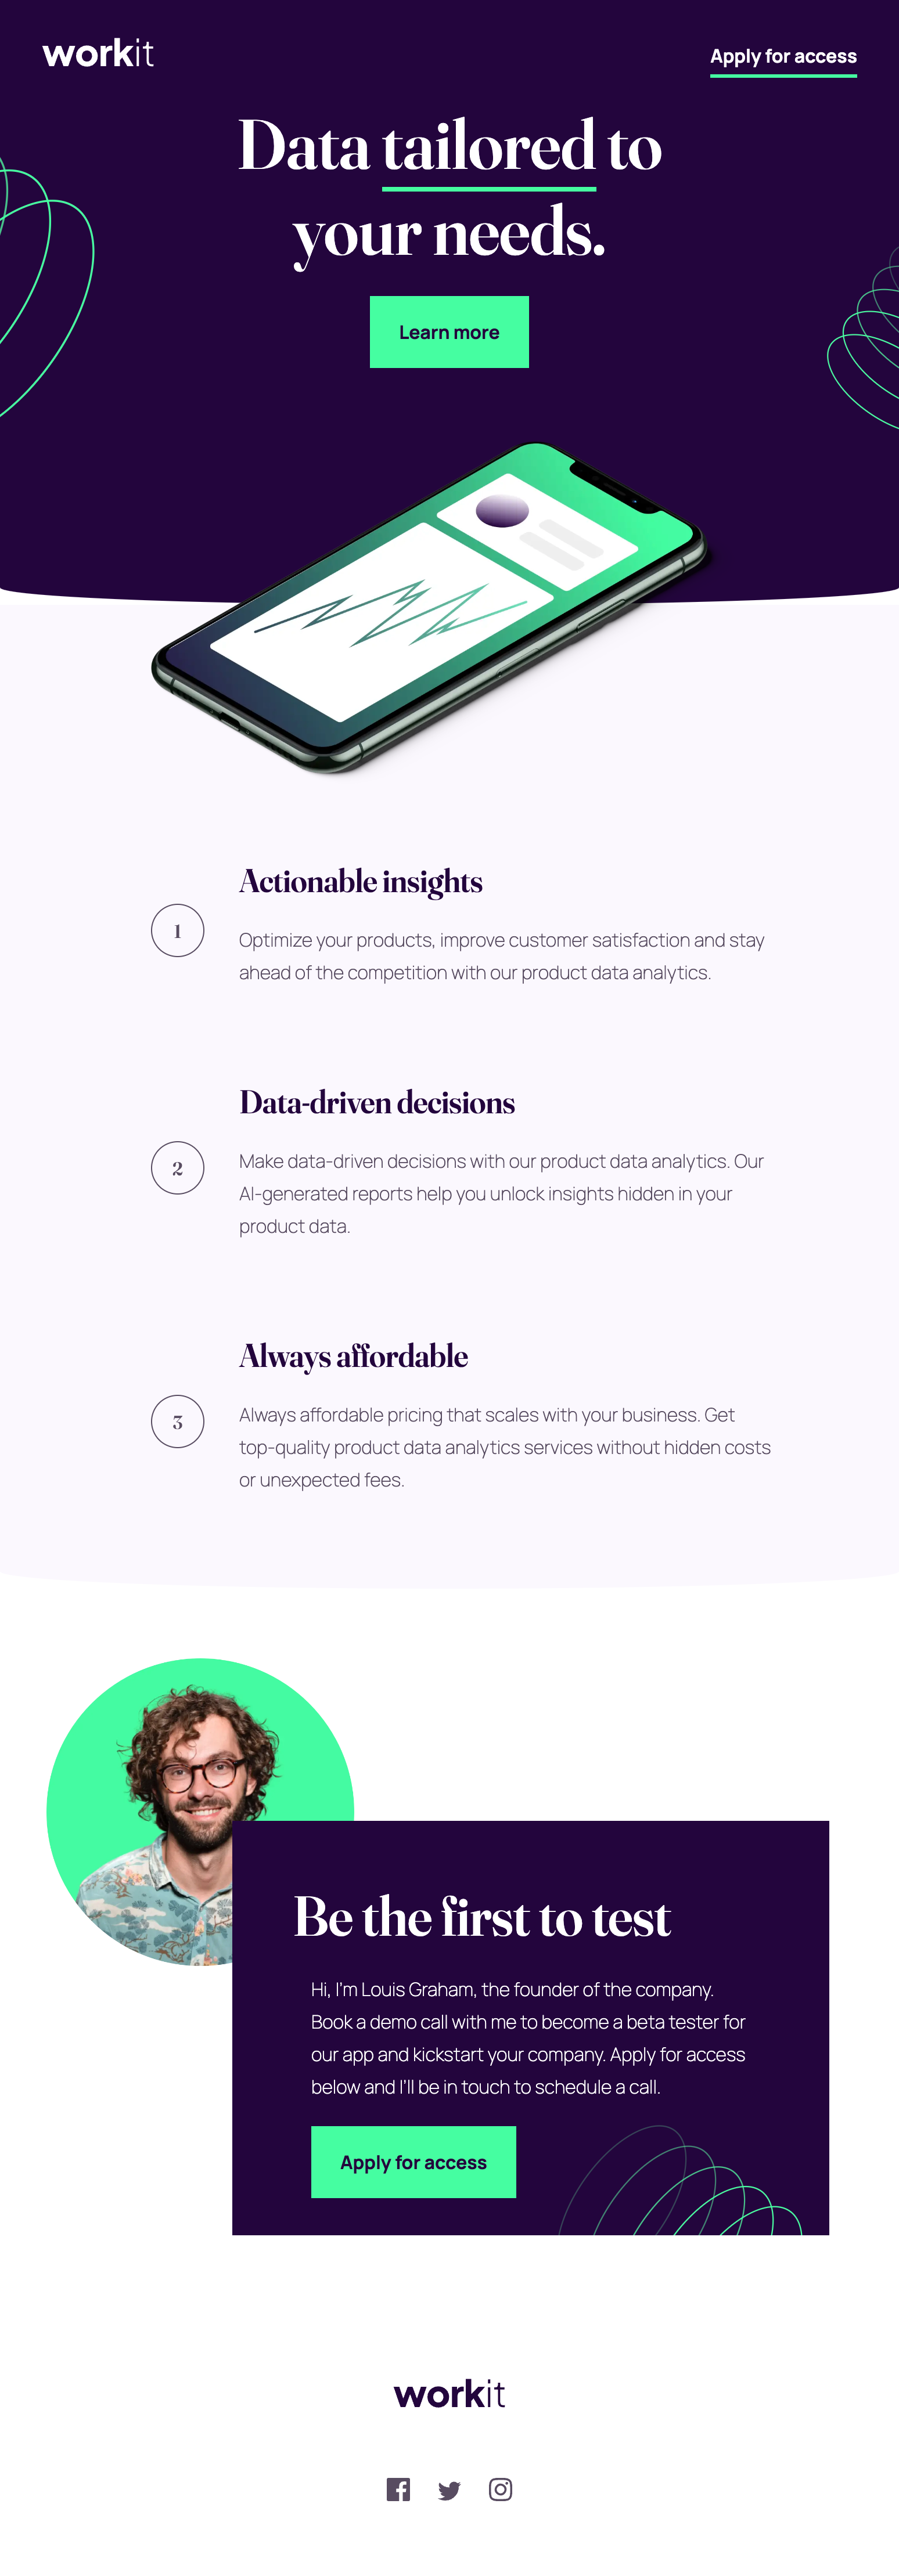 workit
Apply for access
Data tailored to
your needs.
Learn more
Actionable insights
1
Optimize your products, improve customer satisfaction and stay
ahead of the competition with our product data analytics.
Data-driven decisions
2
Make data-driven decisions with our product data analytics. Our
AI-generated reports help you unlock insights hidden in your
product data.
Always affordable
3
Always affordable pricing that scales with your business. Get
top-quality product data analytics services without hidden costs
or unexpected fees.
Be the first to test
Hi, I'm Louis Graham, the founder of the company.
Book a demo call with me to become a beta tester for
our app and kickstart your company. Apply for access
below and I'll be in touch to schedule a call.
Apply for access
workit